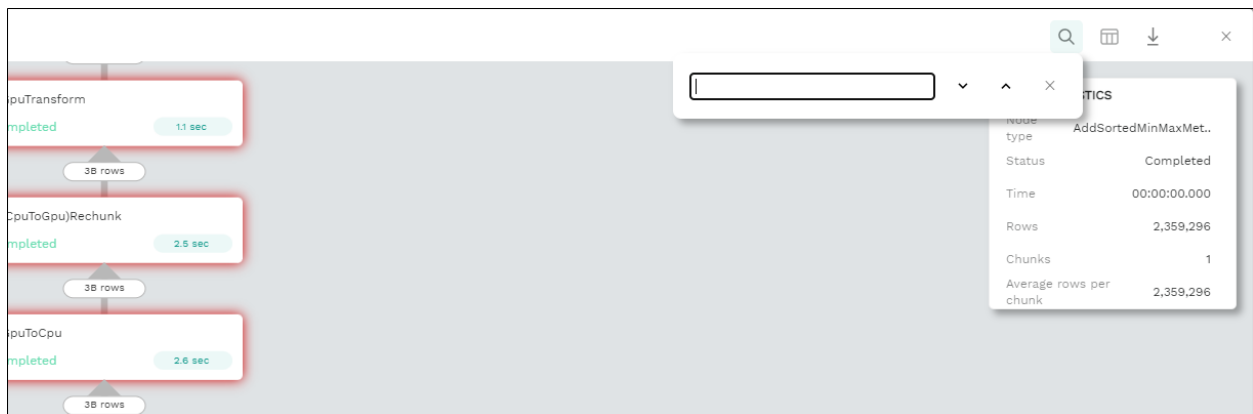 puTransform
mpleted
1.1 sec
3B rows
CpuToGpu)Rechunk
mpleted
2.5 sec
3B rows
puToCpu
mpleted
2.6 sec
3B rows
TICS
Node type
AddSortedMinMaxMet..
Status
Completed
Time
00:00:00.000
Rows
2,359,296
Chunks
1
Average rows per
chunk
2,359,296